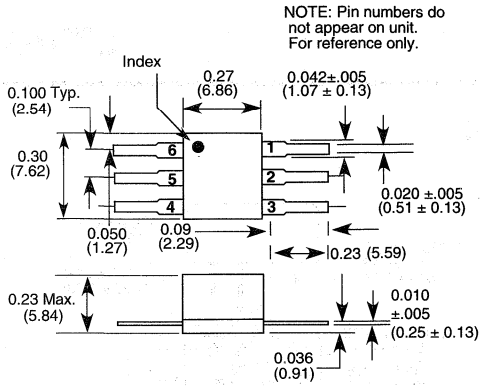 NOTE: Pin numbers do
not appear on unit.
For reference only.
Index
0.27
(6.86)
0.042±.005
(1.07 ± 0.13)
0.100 Typ.
(2.54)
0.30
(7.62)
6
1
5
2
4
3
0.020 ±.005
(0.51 ± 0.13)
0.050
(1.27)
0.09
(2.29)
0.23 (5.59)
0.23 Max.
(5.84)
0.010
±.005
(0.25 ± 0.13)
0.036
(0.91)